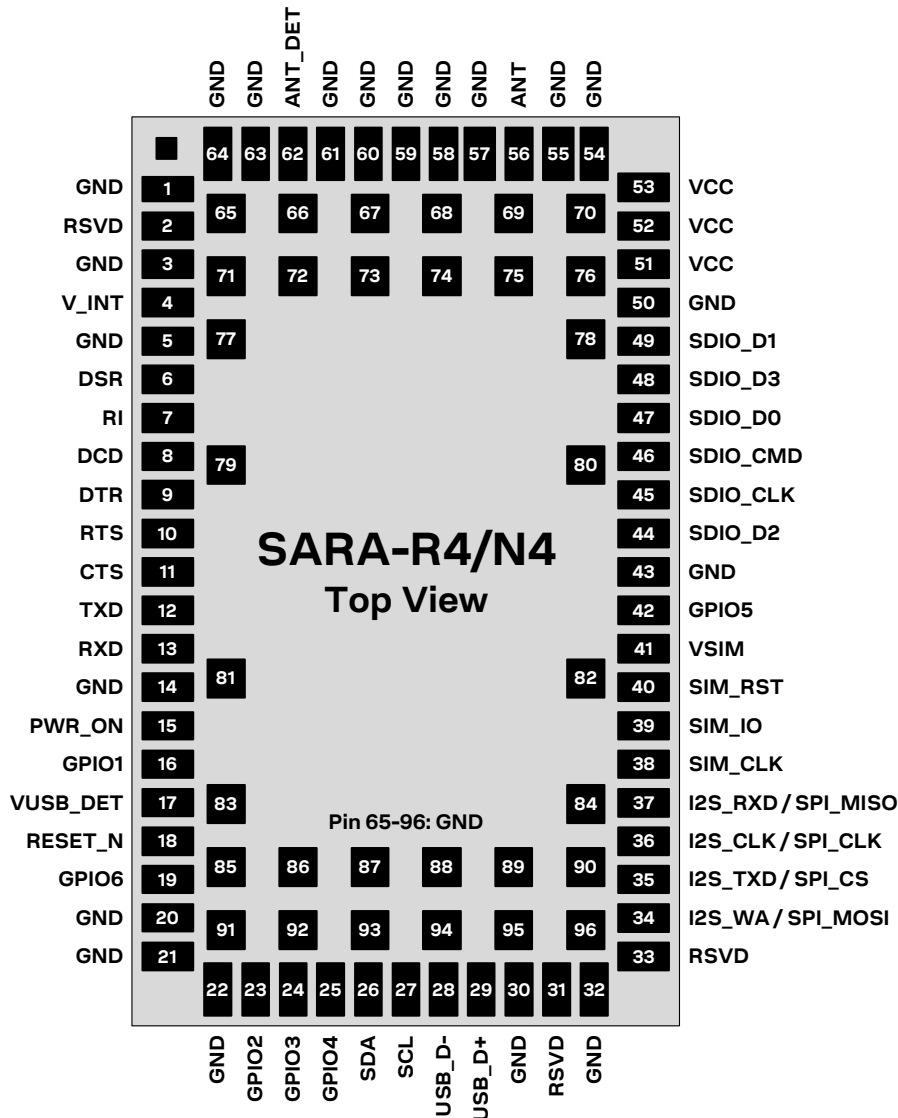 GND GND ANT_DET GND GND GND GND GND ANT GND GND
64 63 62 61 60 59 58 57 56 55 54
GND 1 53 VCC
65 66 67 68 69 70
RSVD 2 52 VCC
GND 3 51 VCC
71 72 73 74 75 76
V_INT 4 50 GND
GND 5 77 78 49 SDIO_D1
DSR 6 48 SDIO_D3
RI 7 47 SDIO_D0
DCD 8 79 80 46 SDIO_CMD
DTR 9 45 SDIO_CLK
RTS 10 44 SDIO_D2
SARA-R4/N4
CTS 11 43 GND
Top View
TXD 12 42 GPIO5
RXD 13 41 VSIM
GND 14 81 82 40 SIM_RST
PWR_ON 15 39 SIM_IO
GPIO1 16 38 SIM_CLK
VUSB_DET 17 83 84 37 I2S_RXD / SPI_MISO
Pin 65-96: GND
RESET_N 18 36 I2S_CLK / SPI_CLK
85 86 87 88 89 90
GPIO6 19 35 I2S_TXD / SPI_CS
GND 20 34 I2S_WA / SPI_MOSI
91 92 93 94 95 96
GND 21 33 RSVD
22 23 24 25 26 27 28 29 30 31 32
GND GPIO2 GPIO3 GPIO4 SDA SCL USB_D- USB_D+ GND RSVD GND